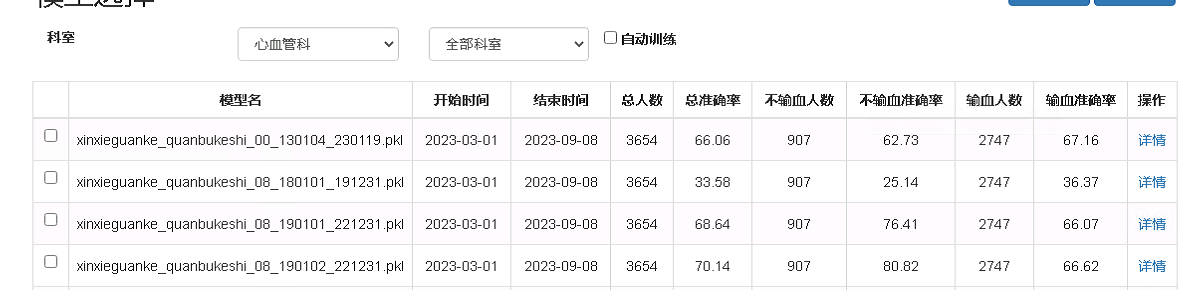 模型选择
科室 心血管科 全部科室 自动训练
模型名 开始时间 结束时间 总人数 总准确率 不输血人数 不输血准确率 输血人数 输血准确率 操作
xinxieguanke_quanbukeshi_00_130104_230119.pkl 2023-03-01 2023-09-08 3654 66.06 907 62.73 2747 67.16 详情
xinxieguanke_quanbukeshi_08_180101_191231.pkl 2023-03-01 2023-09-08 3654 33.58 907 25.14 2747 36.37 详情
xinxieguanke_quanbukeshi_08_190101_221231.pkl 2023-03-01 2023-09-08 3654 68.64 907 76.41 2747 66.07 详情
xinxieguanke_quanbukeshi_08_190102_221231.pkl 2023-03-01 2023-09-08 3654 70.14 907 80.82 2747 66.62 详情